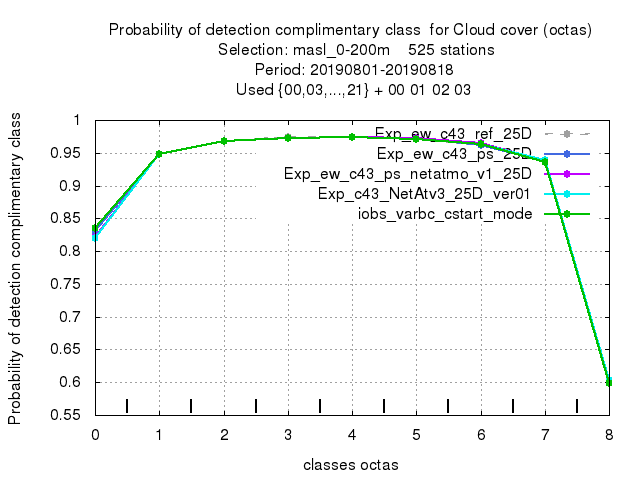 Probability of detection complimentary class  for Cloud cover (octas)
Selection: masl_0-200m    525 stations
Period: 20190801-20190818
Used {00,03,...,21} + 00 01 02 03
Probability of detection complimentary class
1
0.95
0.9
0.85
0.8
0.75
0.7
0.65
0.6
0.55
Exp_ew_c43_ref_25D
Exp_ew_c43_ps_25D
Exp_ew_c43_ps_netatmo_v1_25D
Exp_c43_NetAtv3_25D_ver01
iobs_varbc_cstart_mode
0 1 2 3 4 5 6 7 8
classes octas